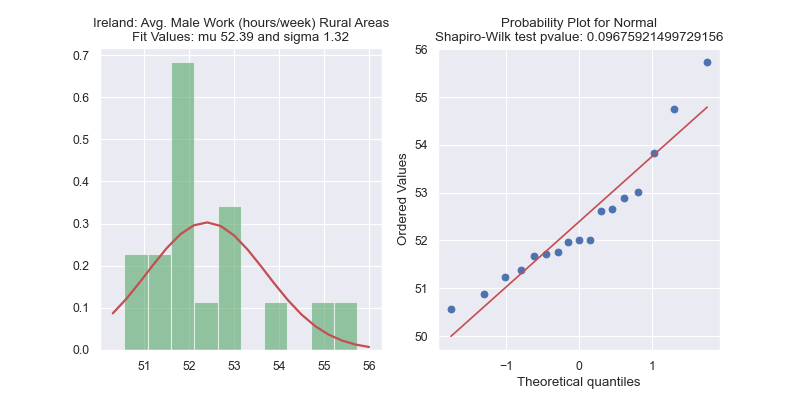 Ireland: Avg. Male Work (hours/week) Rural Areas
Fit Values: mu 52.39 and sigma 1.32
0.7
0.6
0.5
0.4
0.3
0.2
0.1
0.0
51 52 53 54 55 56
Probability Plot for Normal
Shapiro-Wilk test pvalue: 0.09675921499729156
Ordered Values
56
55
54
53
52
51
50
−1 0 1
Theoretical quantiles